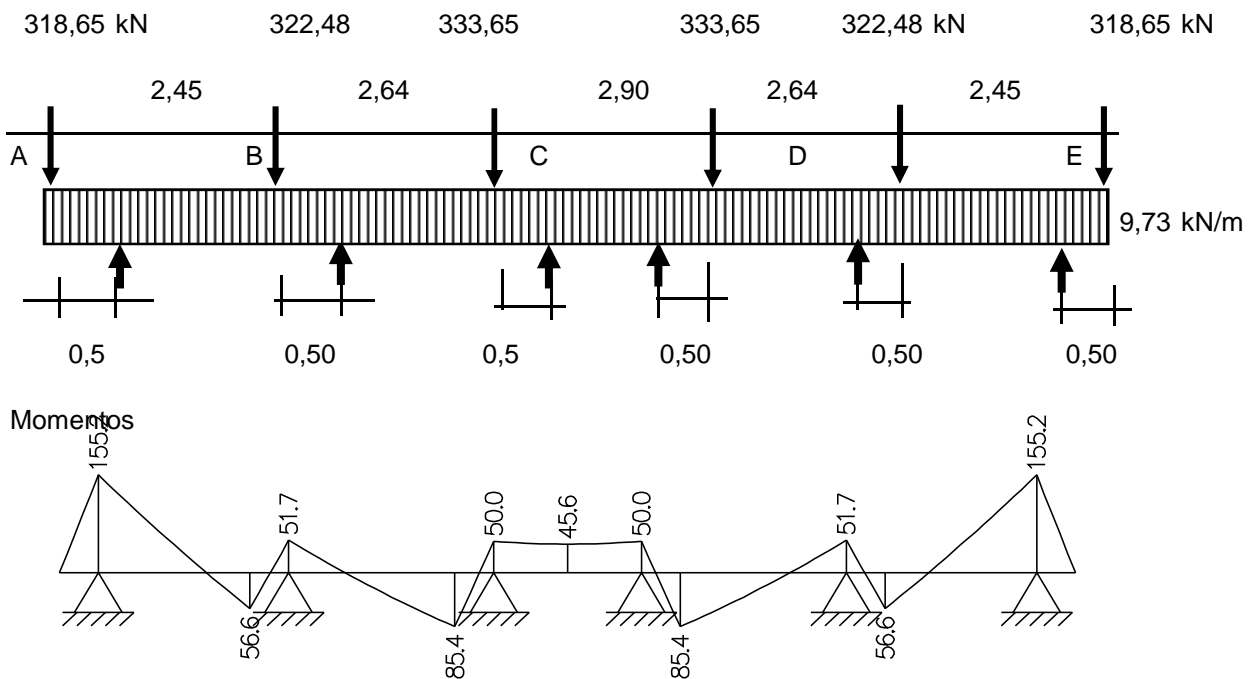 318,65 kN 322,48 333,65 333,65 322,48 kN 318,65 kN
2,45 2,64 2,90 2,64 2,45
A B C D E
9,73 kN/m
0,5 0,50 0,5 0,50 0,50 0,50
Momentos
155.2 51.7 50.0 45.6 50.0 51.7 155.2
56.6 85.4 85.4 56.6